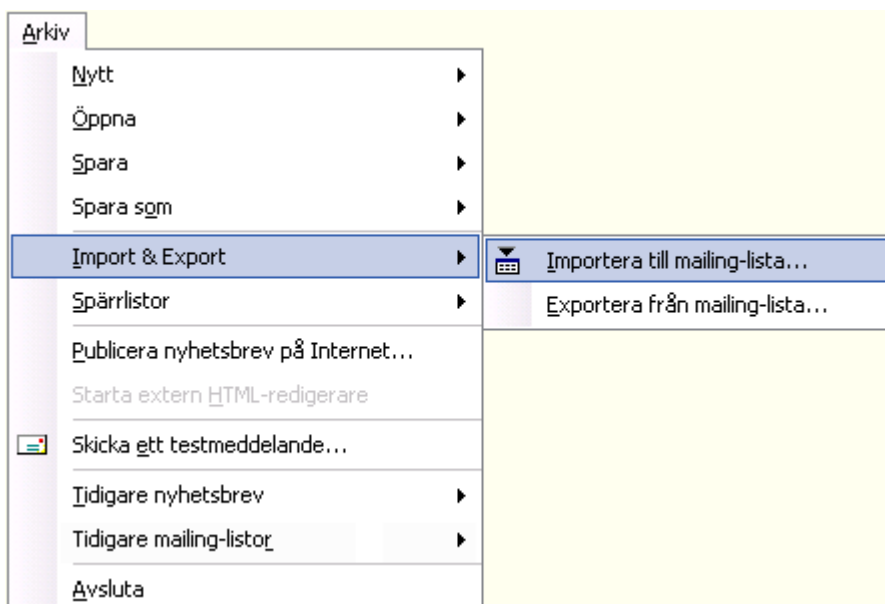 Arkiv
Nytt
Öppna
Spara
Spara som
Import & Export
Importera till mailing-lista...
Exportera från mailing-lista...
Spärrlistor
Publicera nyhetsbrev på Internet...
Starta extern HTML-redigerare
Skicka ett testmeddelande...
Tidigare nyhetsbrev
Tidigare mailing-listor
Avsluta